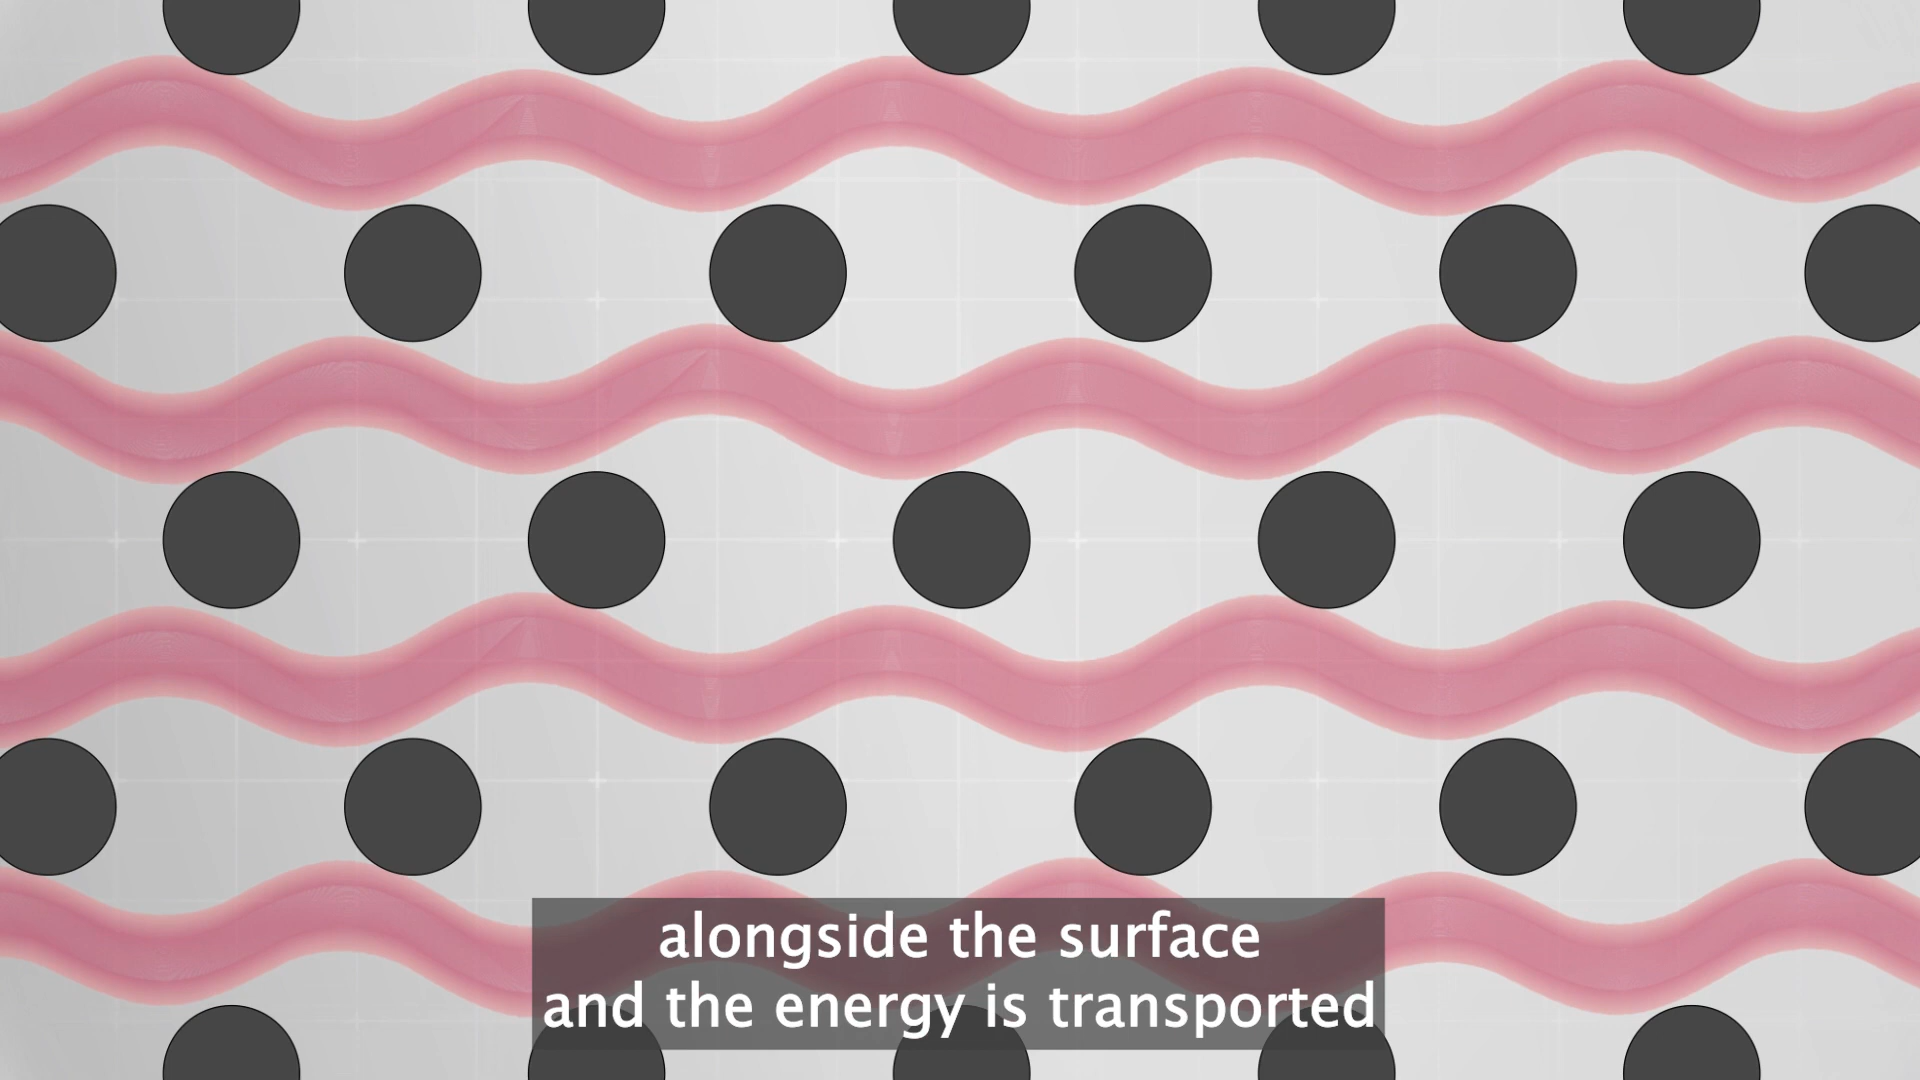 alongside the surface
and the energy is transported